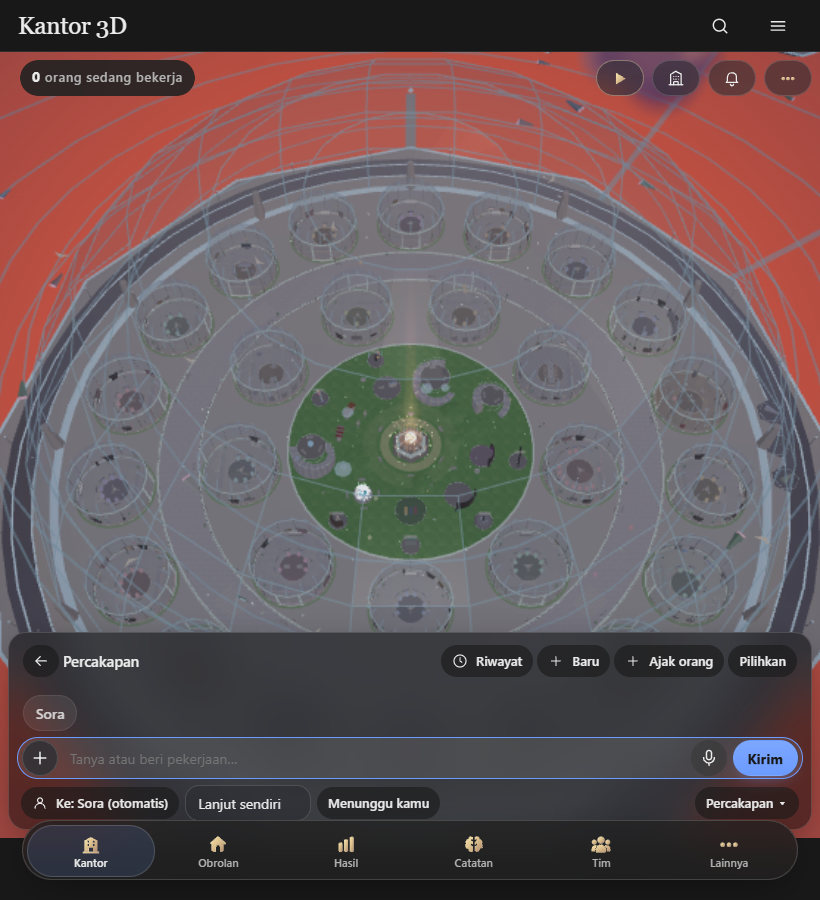 Kantor 3D
0 orang sedang bekerja
Percakapan
Riwayat
Baru
Ajak orang
Pilihkan
Sora
Tanya atau beri pekerjaan...
Kirim
Ke: Sora (otomatis)
Lanjut sendiri
Menunggu kamu
Percakapan
Kantor
Obrolan
Hasil
Catatan
Tim
Lainnya